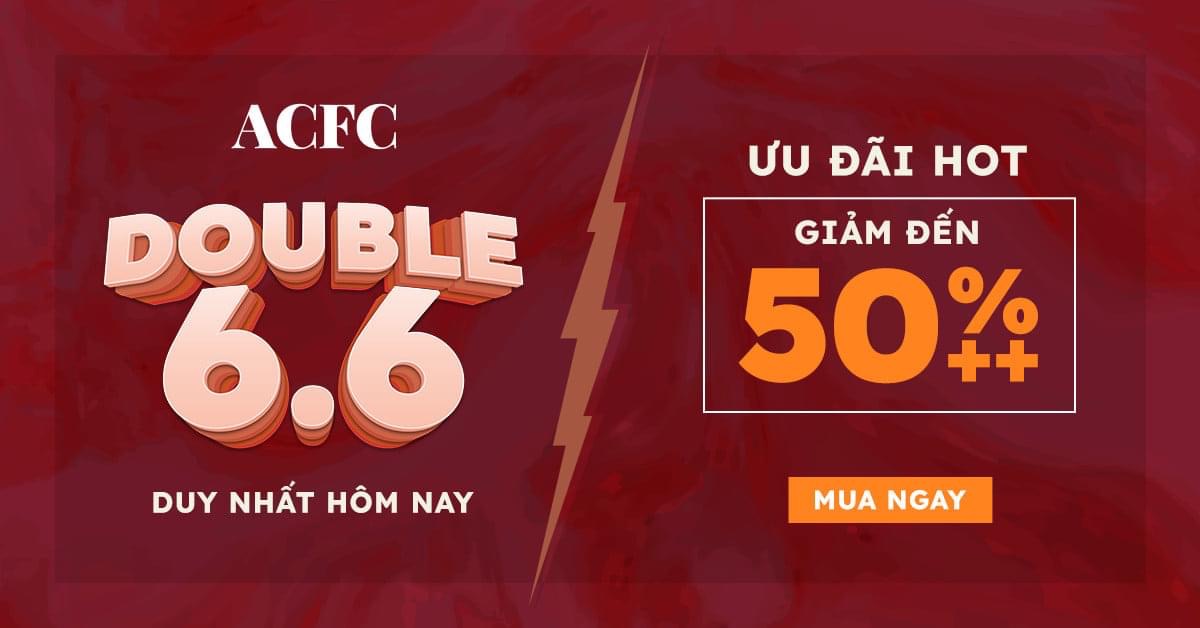 ACFC
DOUBLE
6.6
DUY NHẤT HÔM NAY
ƯU ĐÃI HOT
GIẢM ĐẾN
50%++
MUA NGAY